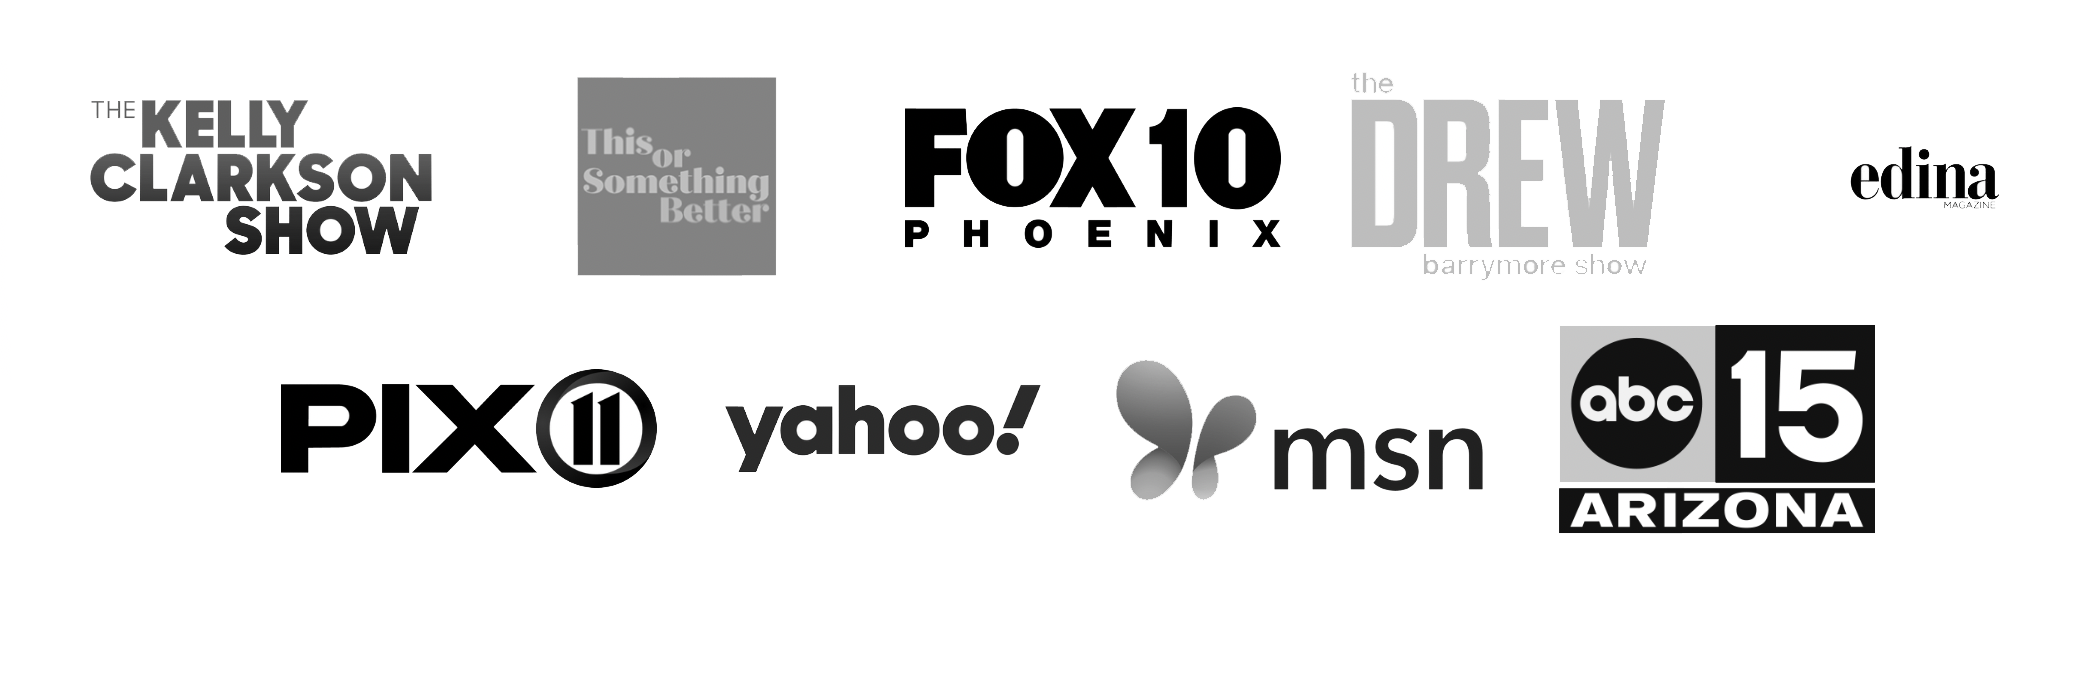 THE KELLY
CLARKSON
SHOW
This or
Something
Better
FOX 10
PHOENIX
the
DREW
barrymore show
edina
MAGAZINE
PIX 11
yahoo!
msn
abc 15
ARIZONA